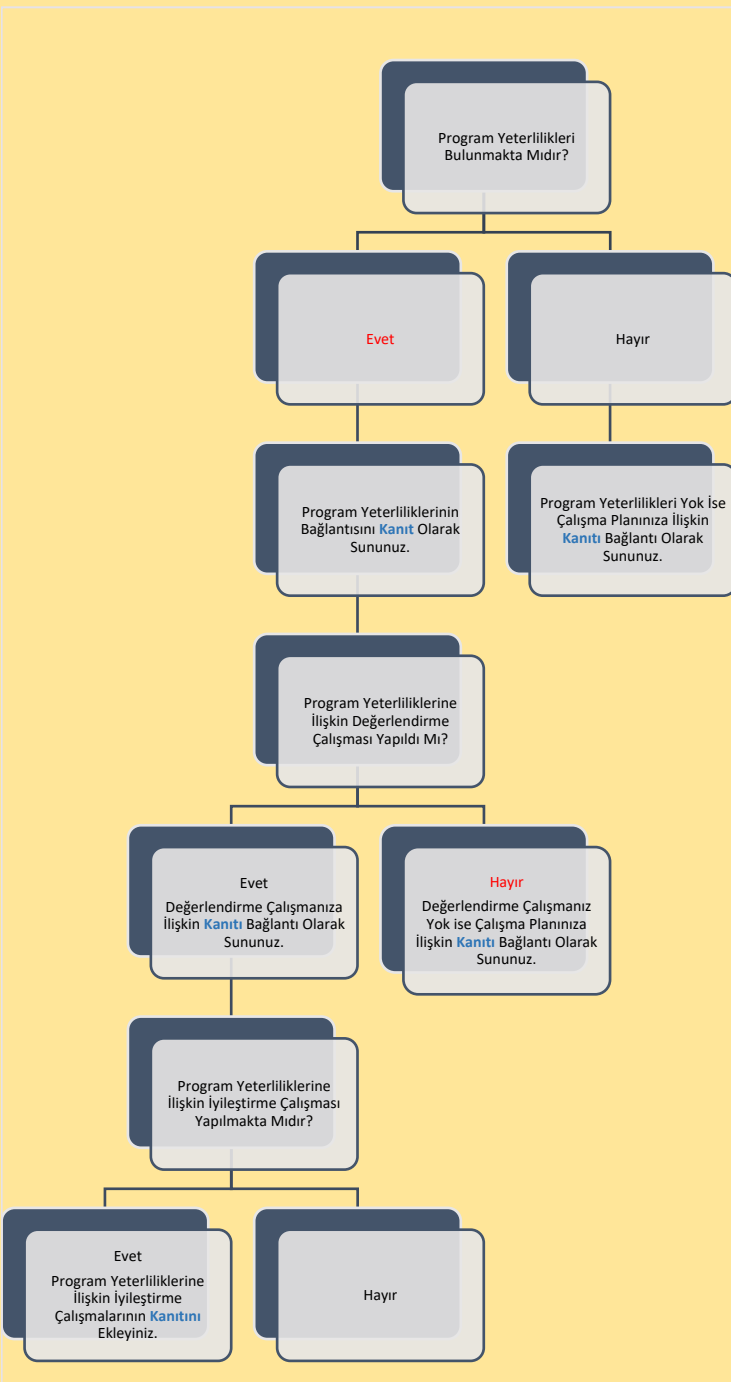 Program Yeterlilikleri
Bulunmakta Mıdır?
Evet
Hayır
Program Yeterliliklerinin
Bağlantısını Kanıt Olarak
Sununuz.
Program Yeterlilikleri Yok İse
Çalışma Planınıza İlişkin
Kanıtı Bağlantı Olarak
Sununuz.
Program Yeterliliklerine
İlişkin Değerlendirme
Çalışması Yapıldı Mı?
Evet
Değerlendirme Çalışmanıza
İlişkin Kanıtı Bağlantı Olarak
Sununuz.
Hayır
Değerlendirme Çalışmanız
Yok ise Çalışma Planınıza
İlişkin Kanıtı Bağlantı Olarak
Sununuz.
Program Yeterliliklerine
İlişkin İyileştirme Çalışması
Yapılmakta Mıdır?
Evet
Program Yeterliliklerine
İlişkin İyileştirme
Çalışmalarının Kanıtını
Ekleyiniz.
Hayır